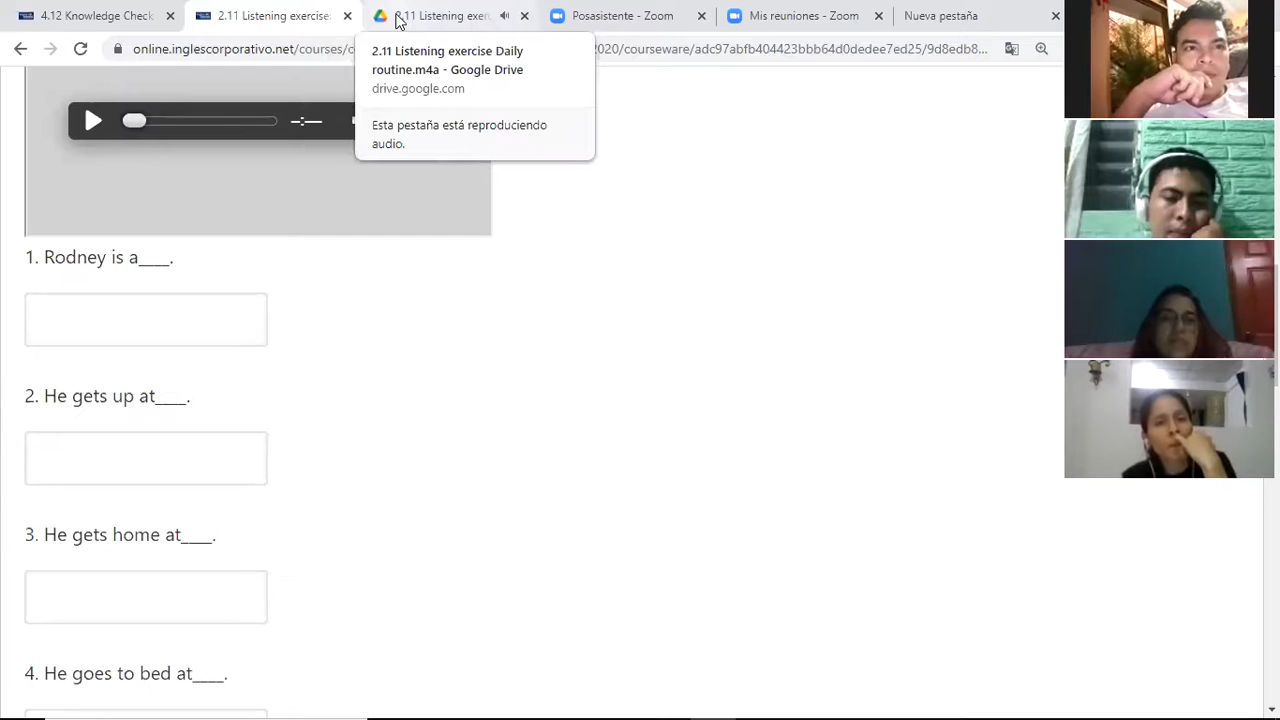 4.12 Knowledge Check
2.11 Listening exercise
2.11 Listening exer
Posasistente - Zoom
Mis reuniones - Zoom
Nueva pestaña
online.inglescorporativo.net/courses/c
2020/courseware/adc97abfb404423bbb64d0dedee7ed25/9d8edb8...
2.11 Listening exercise Daily
routine.m4a - Google Drive
drive.google.com
Esta pestaña está reproduciendo
audio.
-:--
1. Rodney is a____.
2. He gets up at____.
3. He gets home at____.
4. He goes to bed at____.